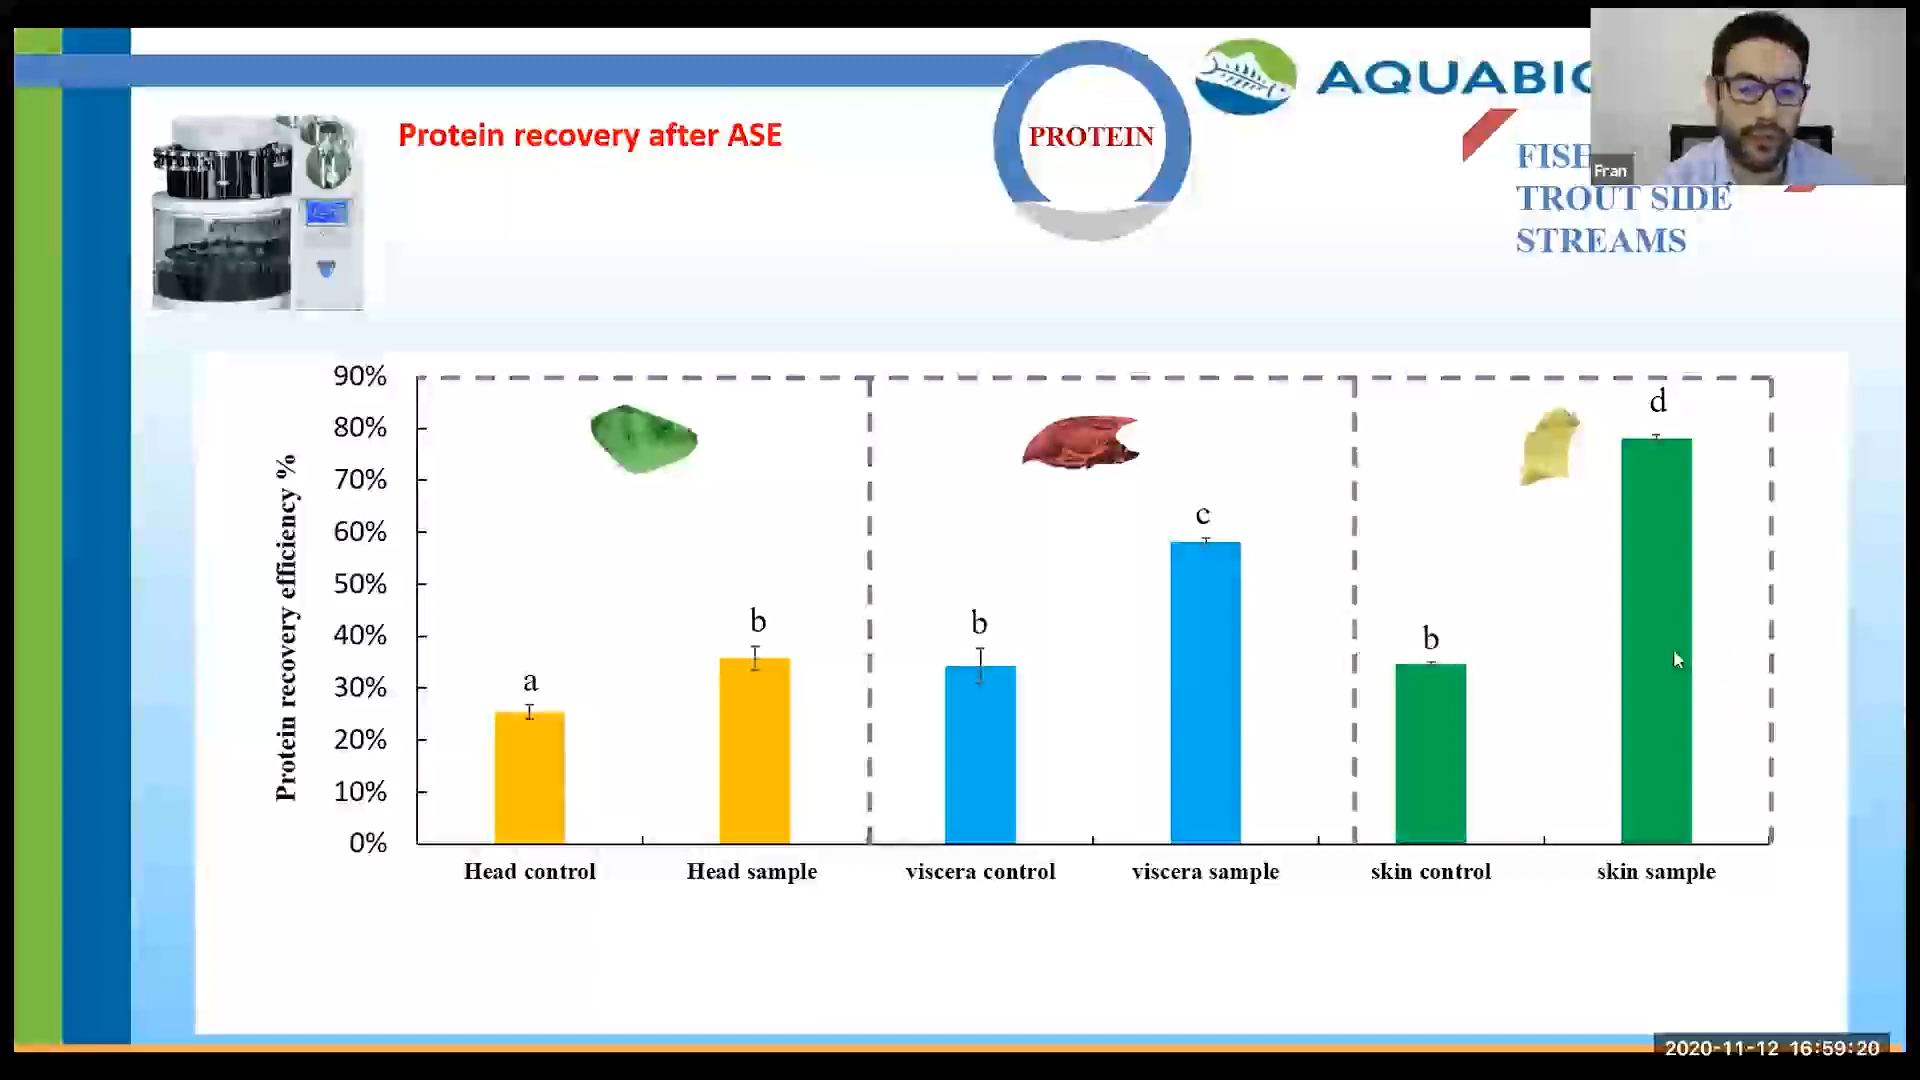 Protein recovery after ASE
PROTEIN
AQUABIO
Fran
TROUT SIDE
STREAMS
Protein recovery efficiency %
90%
80%
70%
60%
50%
40%
30%
20%
10%
0%
a
b
b
c
b
d
Head control
Head sample
viscera control
viscera sample
skin control
skin sample
2020-11-12 16:59:20